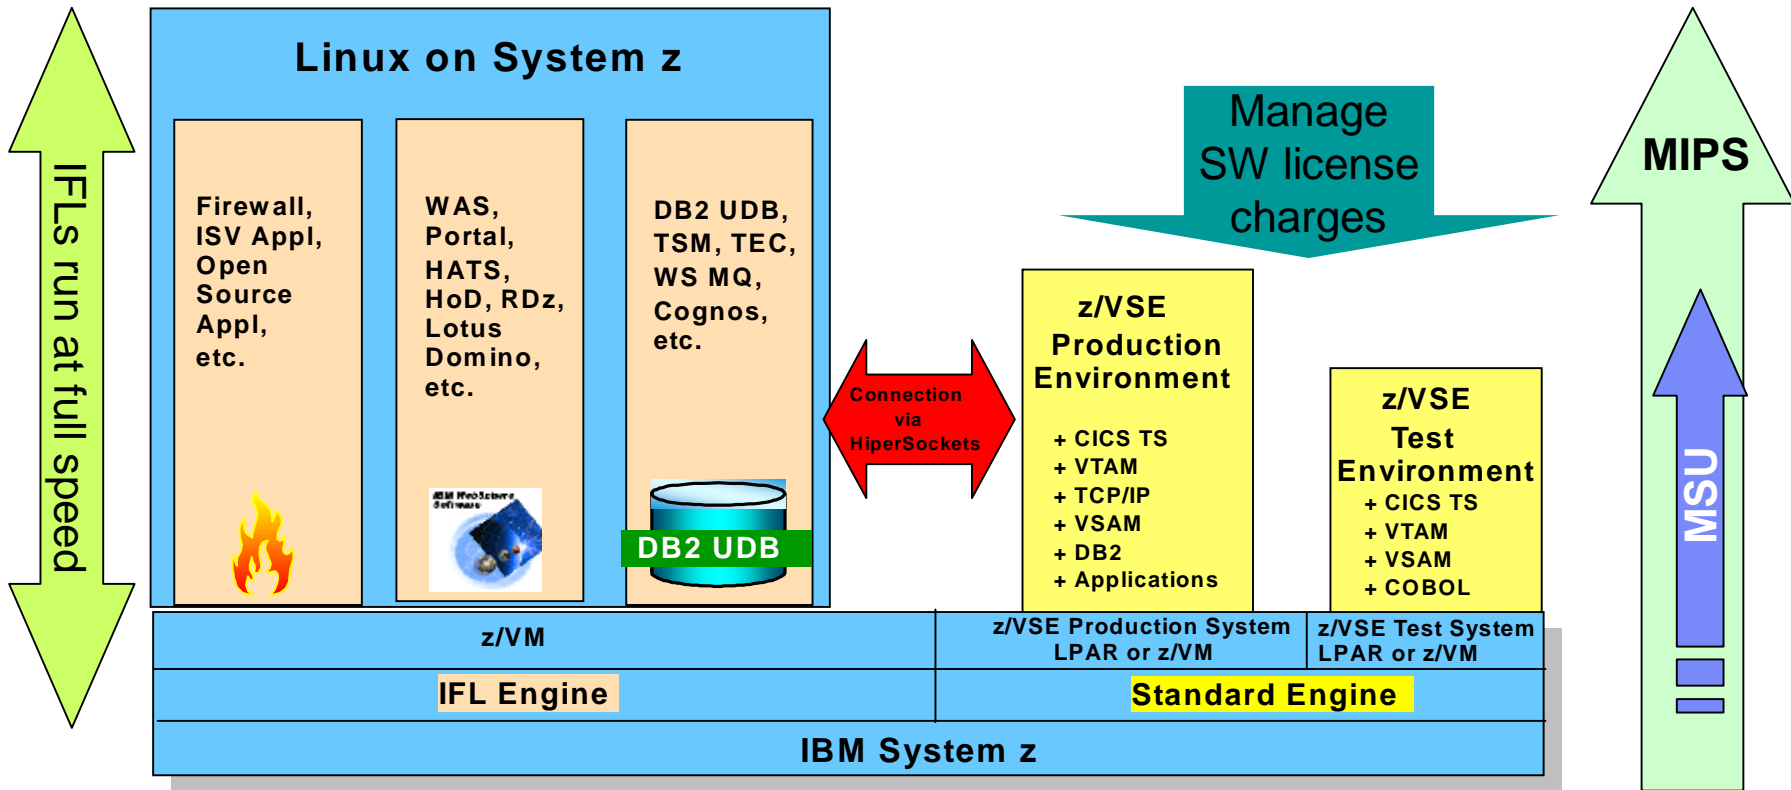 Linux on System z
IFLs run at full speed
Firewall,
ISV Appl,
Open
Source
Appl,
etc.
WAS,
Portal,
HATS,
HoD, RDz,
Lotus
Domino,
etc.
IBM WebSphere
Software
DB2 UDB,
TSM, TEC,
WS MQ,
Cognos,
etc.
DB2 UDB
Connection
via
HiperSockets
Manage
SW license
charges
z/VSE
Production
Environment
+ CICS TS
+ VTAM
+ TCP/IP
+ VSAM
+ DB2
+ Applications
z/VSE
Test
Environment
+ CICS TS
+ VTAM
+ VSAM
+ COBOL
MIPS
MSU
z/VM
z/VSE Production System
LPAR or z/VM
z/VSE Test System
LPAR or z/VM
IFL Engine
Standard Engine
IBM System z